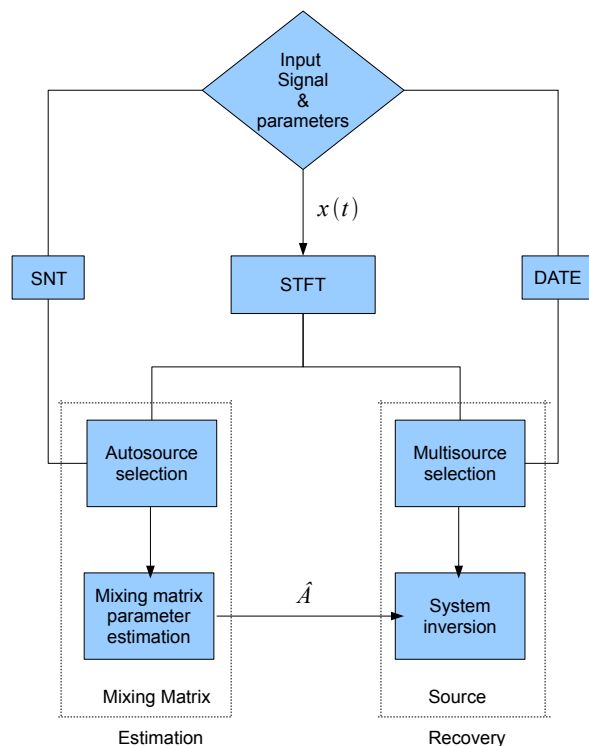 Input
Signal
&
parameters
x(t)
SNT
STFT
DATE
Autosource
selection
Multisource
selection
Mixing matrix
parameter
estimation
Â
System
inversion
Mixing Matrix
Source
Estimation
Recovery